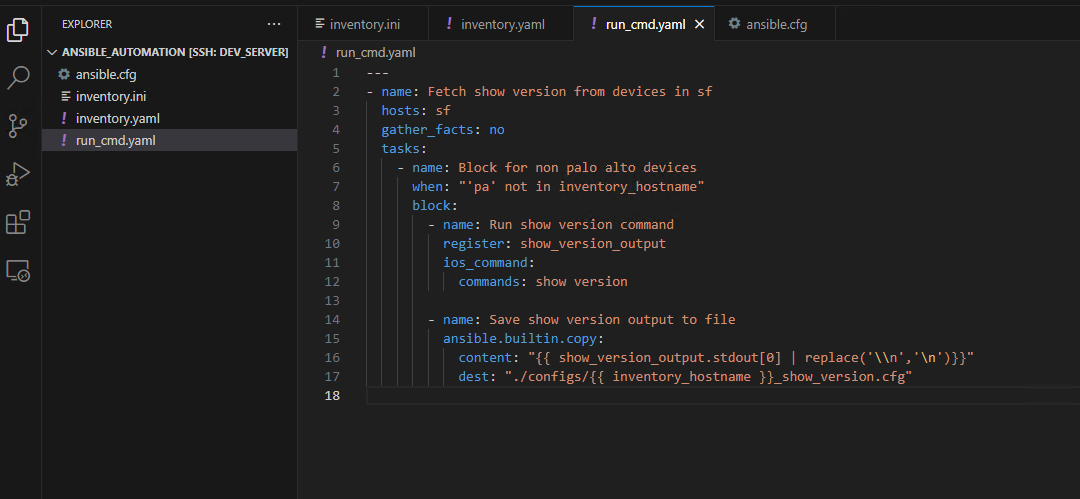 EXPLORER ···
ANSIBLE_AUTOMATION [SSH: DEV_SERVER]
ansible.cfg
inventory.ini
! inventory.yaml
! run_cmd.yaml
inventory.ini ! inventory.yaml ! run_cmd.yaml × ansible.cfg
! run_cmd.yaml
1 ---
2 - name: Fetch show version from devices in sf
3   hosts: sf
4   gather_facts: no
5   tasks:
6     - name: Block for non palo alto devices
7       when: "'pa' not in inventory_hostname"
8       block:
9         - name: Run show version command
10           register: show_version_output
11           ios_command:
12             commands: show version
13
14         - name: Save show version output to file
15           ansible.builtin.copy:
16             content: "{{ show_version_output.stdout[0] | replace('\\n','\n')}}"
17             dest: "./configs/{{ inventory_hostname }}_show_version.cfg"
18